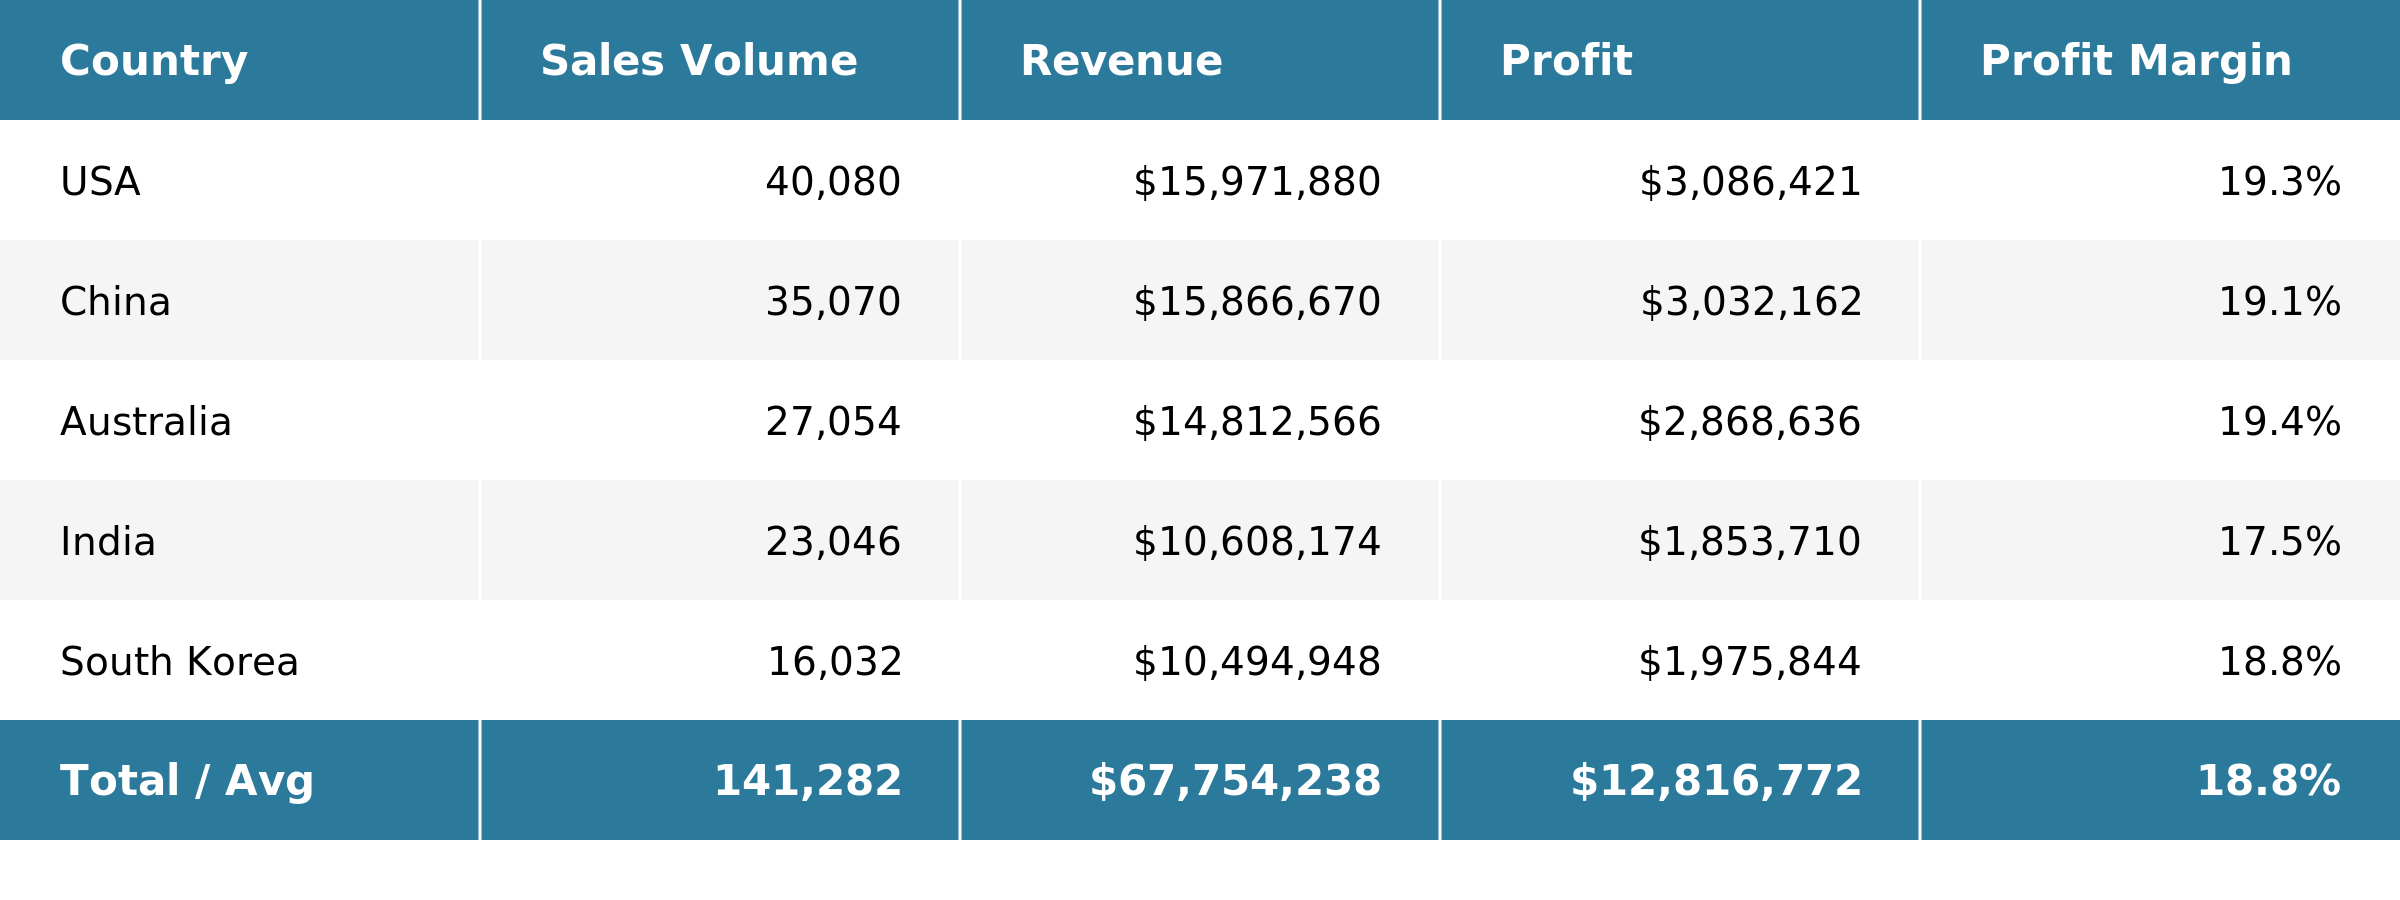 Country Sales Volume Revenue Profit Profit Margin
USA 40,080 $15,971,880 $3,086,421 19.3%
China 35,070 $15,866,670 $3,032,162 19.1%
Australia 27,054 $14,812,566 $2,868,636 19.4%
India 23,046 $10,608,174 $1,853,710 17.5%
South Korea 16,032 $10,494,948 $1,975,844 18.8%
Total / Avg 141,282 $67,754,238 $12,816,772 18.8%